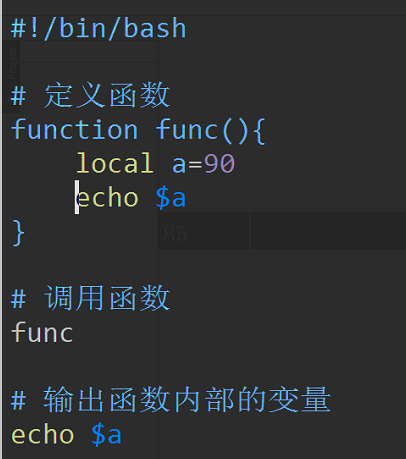 #!/bin/bash
# 定义函数
function func(){
    local a=90
    echo $a
}
# 调用函数
func
# 输出函数内部的变量
echo $a
85